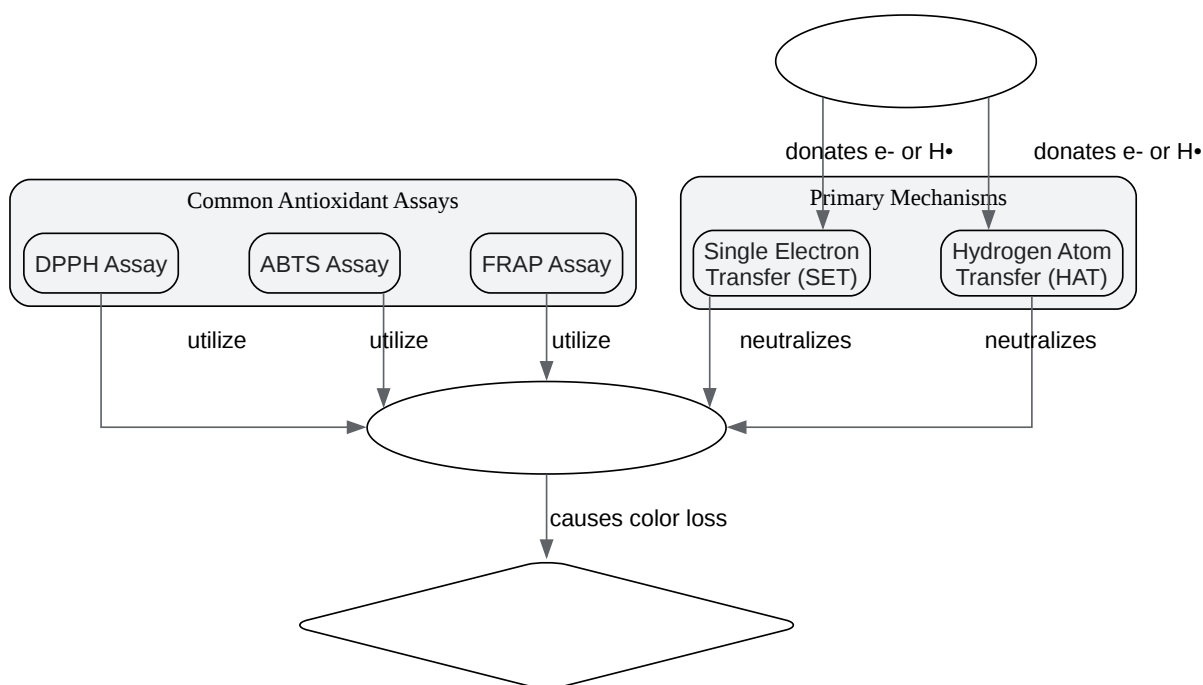 donates e- or H•
donates e- or H•
Common Antioxidant Assays
Primary Mechanisms
DPPH Assay
ABTS Assay
FRAP Assay
Single Electron
Transfer (SET)
Hydrogen Atom
Transfer (HAT)
utilize
utilize
utilize
neutralizes
neutralizes
causes color loss